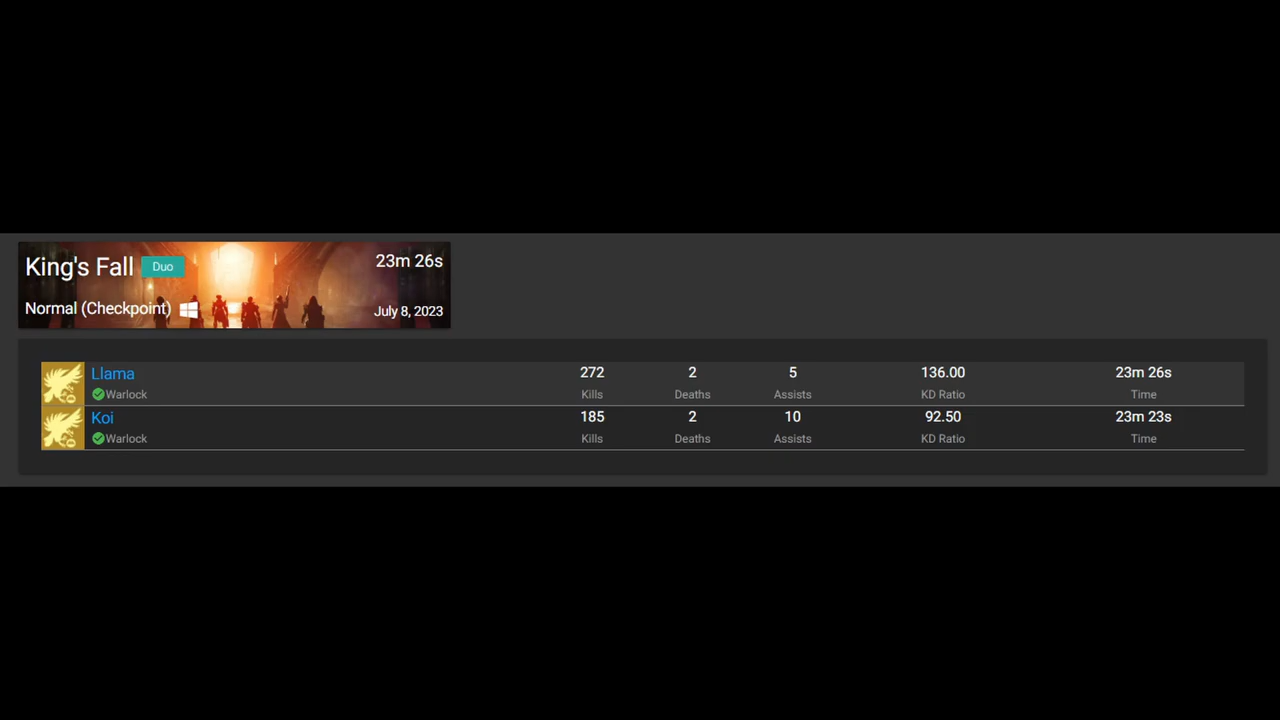 King's Fall Duo 23m 26s
Normal (Checkpoint) July 8, 2023
Llama 272 2 5 136.00 23m 26s
Warlock Kills Deaths Assists KD Ratio Time
Koi 185 2 10 92.50 23m 23s
Warlock Kills Deaths Assists KD Ratio Time